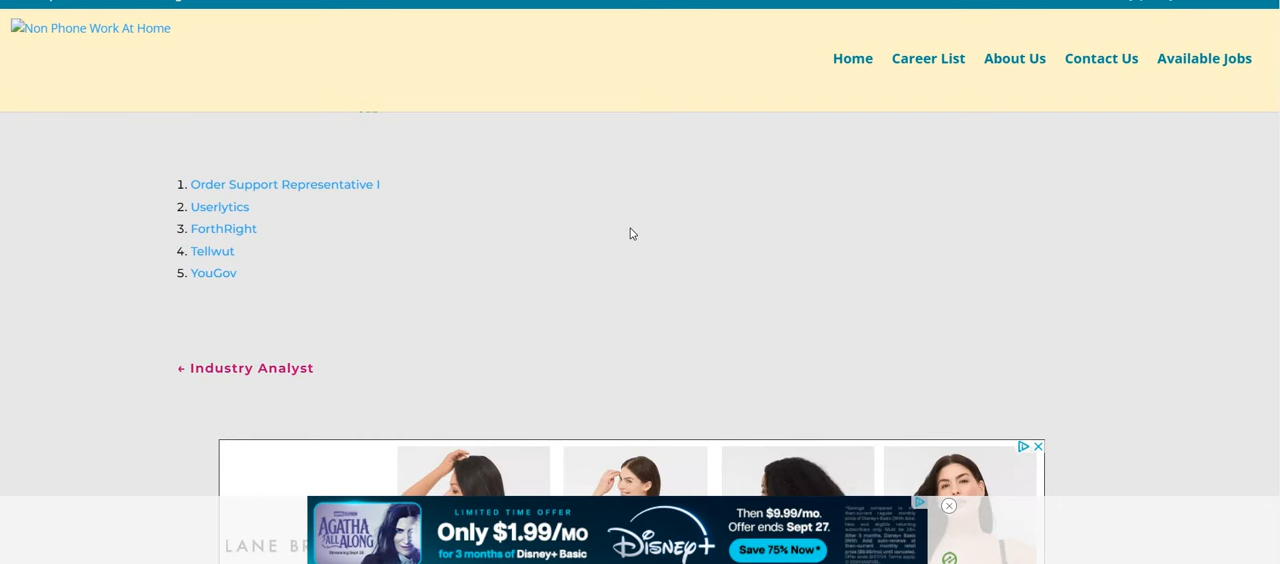 Non Phone Work At Home
Home Career List About Us Contact Us Available Jobs
1. Order Support Representative I
2. Userlytics
3. ForthRight
4. Tellwut
5. YouGov
← Industry Analyst
LANE BR
AGATHA
ALL ALONG
LIMITED TIME OFFER
Only $1.99/mo
for 3 months of Disney+ Basic
Disney+
Then $9.99/mo.
Offer ends Sept 27.
Save 75% Now*